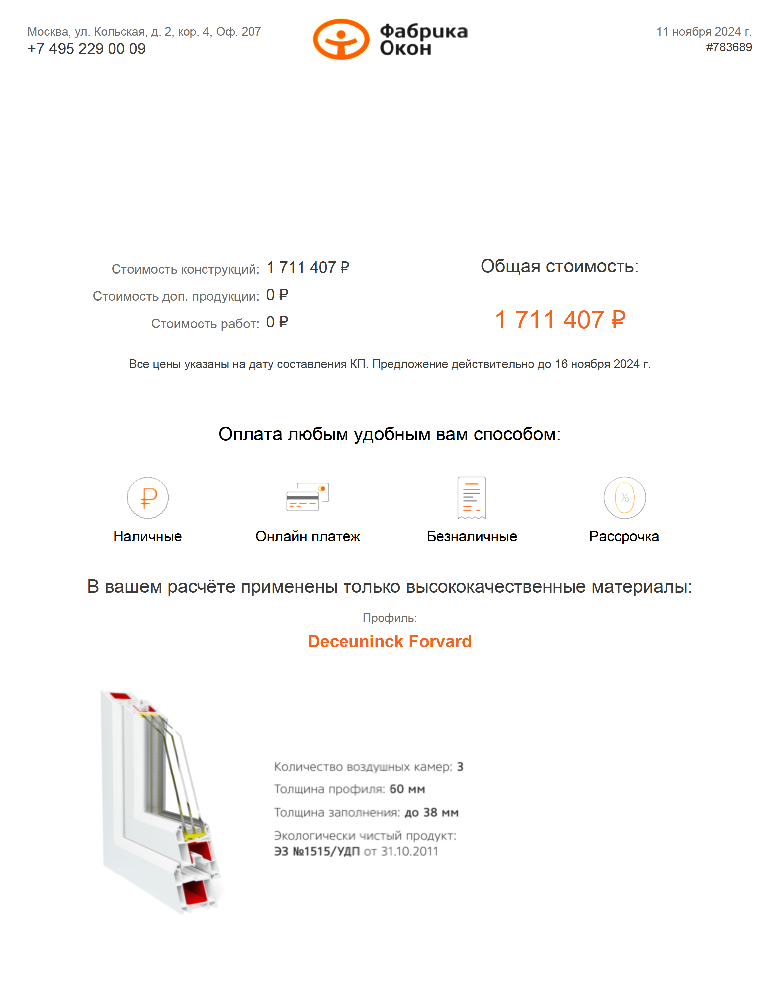 Москва, ул. Кольская, д. 2, кор. 4, Оф. 207
+7 495 229 00 09
Фабрика
Окон
11 ноября 2024 г.
#783689
Стоимость конструкций: 1 711 407 ₽
Стоимость доп. продукции: 0 ₽
Стоимость работ: 0 ₽
Общая стоимость:
1 711 407 ₽
Все цены указаны на дату составления КП. Предложение действительно до 16 ноября 2024 г.
Оплата любым удобным вам способом:
₽
%
Наличные
Онлайн платеж
Безналичные
Рассрочка
В вашем расчёте применены только высококачественные материалы:
Профиль:
Deceuninck Forvard
Количество воздушных камер: 3
Толщина профиля: 60 мм
Толщина заполнения: до 38 мм
Экологически чистый продукт:
ЭЗ №1515/УДП от 31.10.2011